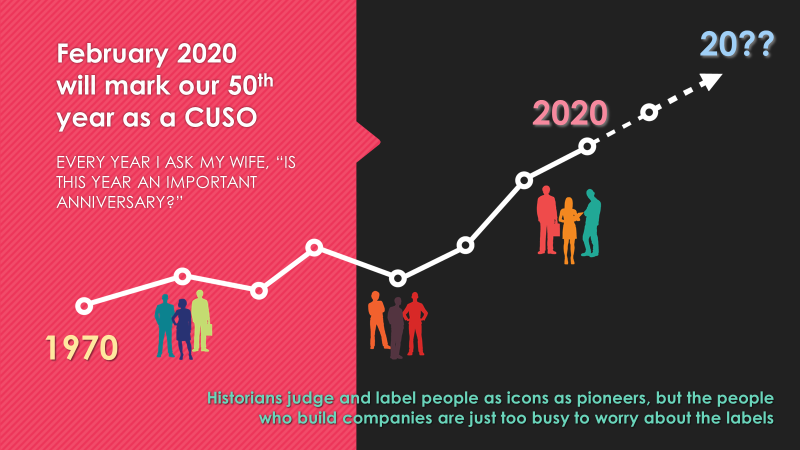 February 2020
will mark our 50th
year as a CUSO
EVERY YEAR I ASK MY WIFE, “IS
THIS YEAR AN IMPORTANT
ANNIVERSARY?”
20??
2020
1970
Historians judge and label people as icons as pioneers, but the people
who build companies are just too busy to worry about the labels